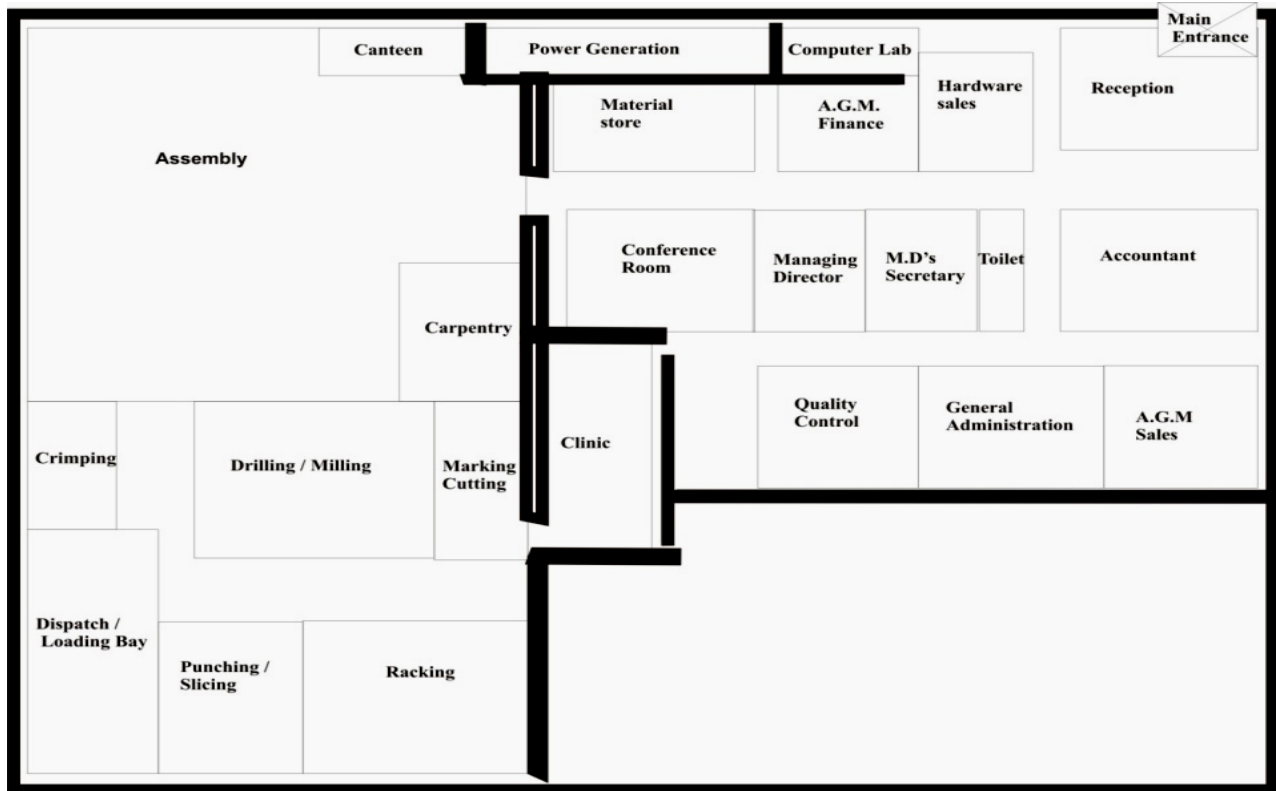 Main
Entrance
Canteen
Power Generation
Computer Lab
Hardware
sales
Reception
Material
store
A.G.M.
Finance
Assembly
Conference
Room
Managing
Director
M.D's
Secretary
Toilet
Accountant
Carpentry
Quality
Control
General
Administration
A.G.M
Sales
Crimping
Drilling / Milling
Marking
Cutting
Clinic
Dispatch /
Loading Bay
Punching /
Slicing
Racking